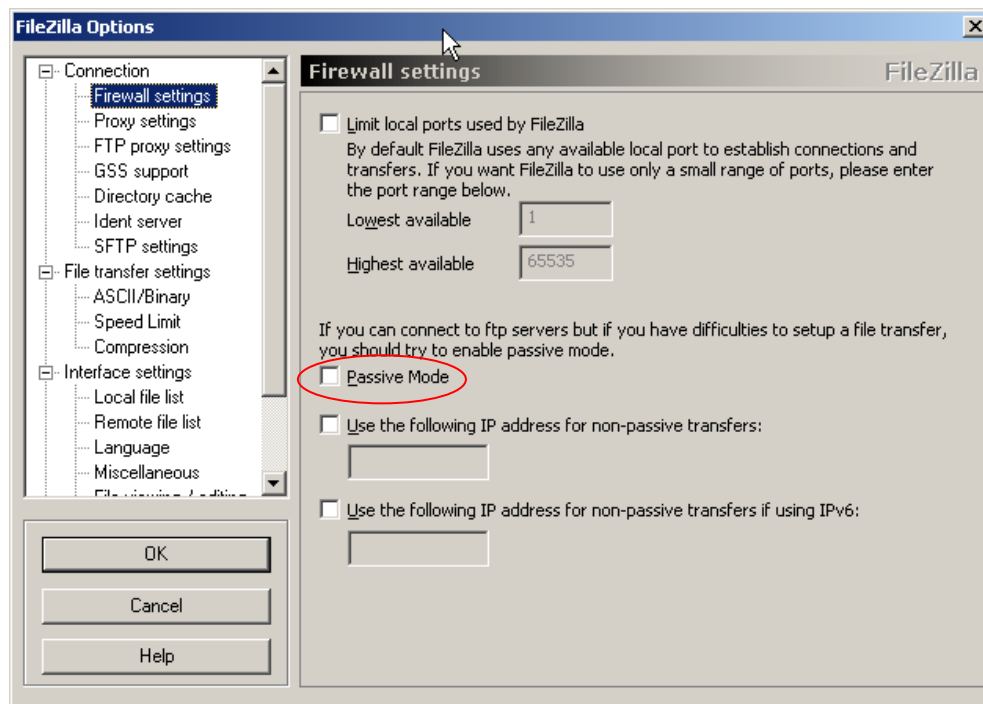 FileZilla Options
Connection
Firewall settings
Proxy settings
FTP proxy settings
GSS support
Directory cache
Ident server
SFTP settings
File transfer settings
ASCII/Binary
Speed Limit
Compression
Interface settings
Local file list
Remote file list
Language
Miscellaneous
File viewing / editing
OK
Cancel
Help
Firewall settings
FileZilla
Limit local ports used by FileZilla
By default FileZilla uses any available local port to establish connections and
transfers. If you want FileZilla to use only a small range of ports, please enter
the port range below.
Lowest available
1
Highest available
65535
If you can connect to ftp servers but if you have difficulties to setup a file transfer,
you should try to enable passive mode.
Passive Mode
Use the following IP address for non-passive transfers:
Use the following IP address for non-passive transfers if using IPv6: